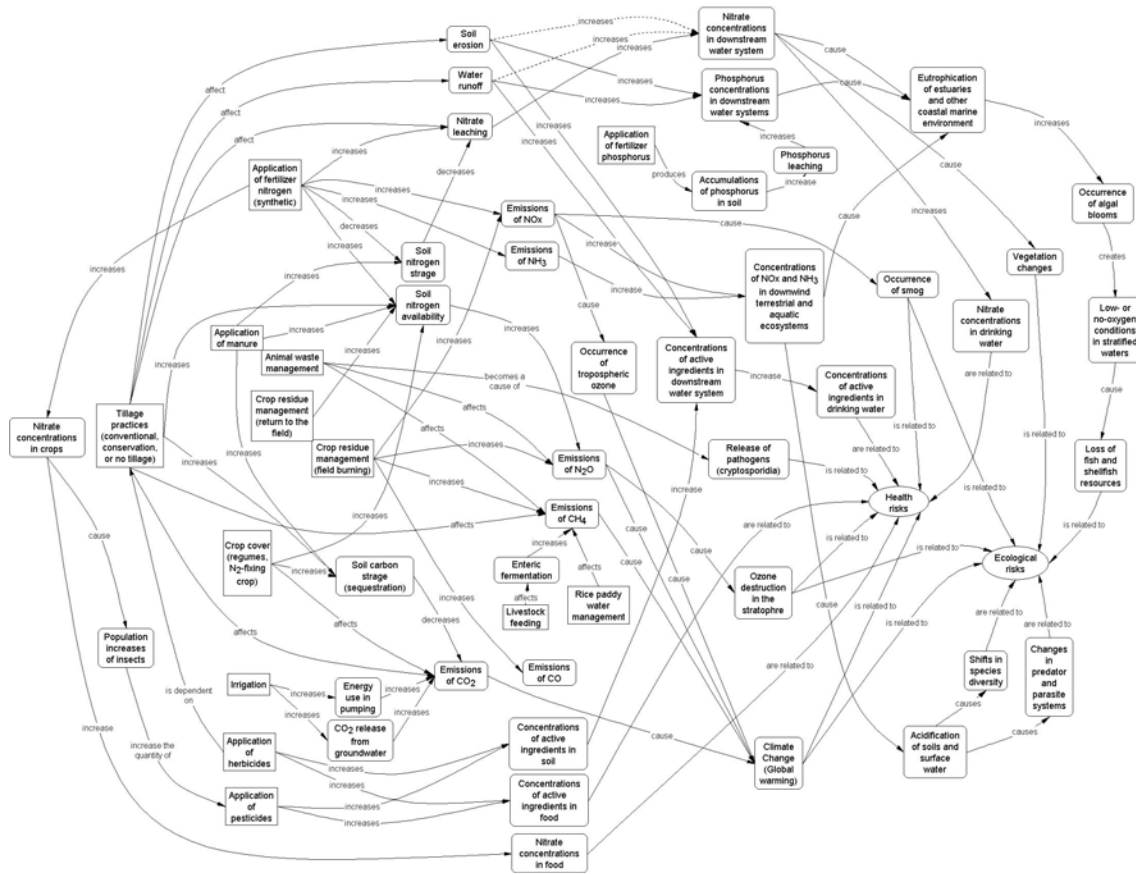 increases
Soil
erosion
increases
increases
Nitrate
concentrations
in downstream
water system
cause
affect
Water
runoff
increases
increases
Phosphorus
concentrations
in downstream
water systems
cause
Eutrophication
of estuaries
and other
coastal marine
environment
increases
affect
affect
Nitrate
leaching
increases
increases
increases
Application
of fertilizer
phosphorus
increases
Phosphorus
leaching
cause
produces
increase
Accumulations
of phosphorus
in soil
Application
of fertilizer
nitrogen
(synthetic)
increases
decreases
increases
increases
decreases
increases
Emissions
of NOx
cause
increase
Emissions
of NH3
increase
cause
increases
Occurrence
of algal
blooms
creates
Vegetation
changes
increases
increases
Soil
nitrogen
strage
Soil
nitrogen
availability
cause
Concentrations
of NOx and NH3
in downwind
terrestrial and
aquatic
ecosystems
Occurrence
of smog
Nitrate
concentrations
in drinking
water
Low- or
no-oxygen
conditions
in stratified
waters
Application
of manure
increases
increases
increases
Animal waste
management
Occurrence
of
tropospheric
ozone
Concentrations
of active
ingredients in
downstream
water system
increase
Concentrations
of active
ingredients in
drinking water
are related to
cause
becomes a
cause of
affects
affects
increases
Crop residue
management
(return to the
field)
Crop residue
management
(field burning)
increases
increases
Nitrate
concentrations
in crops
Tillage
practices
(conventional,
conservation,
or no tillage)
increases
increases
Emissions
of N2O
increase
Release of
pathogens
(cryptosporidia)
is related to
are related to
is related to
is related to
is related to
Loss of
fish and
shellfish
resources
is related to
Health
risks
Emissions
of CH4
affects
increases
cause
cause
cause
are related to
is related to
is related to
Ecological
risks
cause
Crop cover
(regumes,
N2-fixing
crop)
increases
increases
Soil carbon
strage
(sequestration)
Enteric
fermentation
increases
affects
Livestock
feeding
affects
Rice paddy
water
management
Ozone
destruction
in the
stratophre
is related to
is related to
cause
are related to
are related to
increases
decreases
affects
affects
Population
increases
of insects
Emissions
of CO2
Emissions
of CO
are related to
Shifts in
species
diversity
Changes
in
predator
and
parasite
systems
Irrigation
increases
increases
Energy
use in
pumping
increases
CO2 release
from
groundwater
increases
is dependent
on
increase
causes
causes
Acidification
of soils and
surface
water
Application
of
herbicides
increases
increases
Concentrations
of active
ingredients in
soil
cause
Climate
Change
(Global
warming)
increase the
quantity of
Application
of
pesticides
increases
increases
Concentrations
of active
ingredients in
food
Nitrate
concentrations
in food